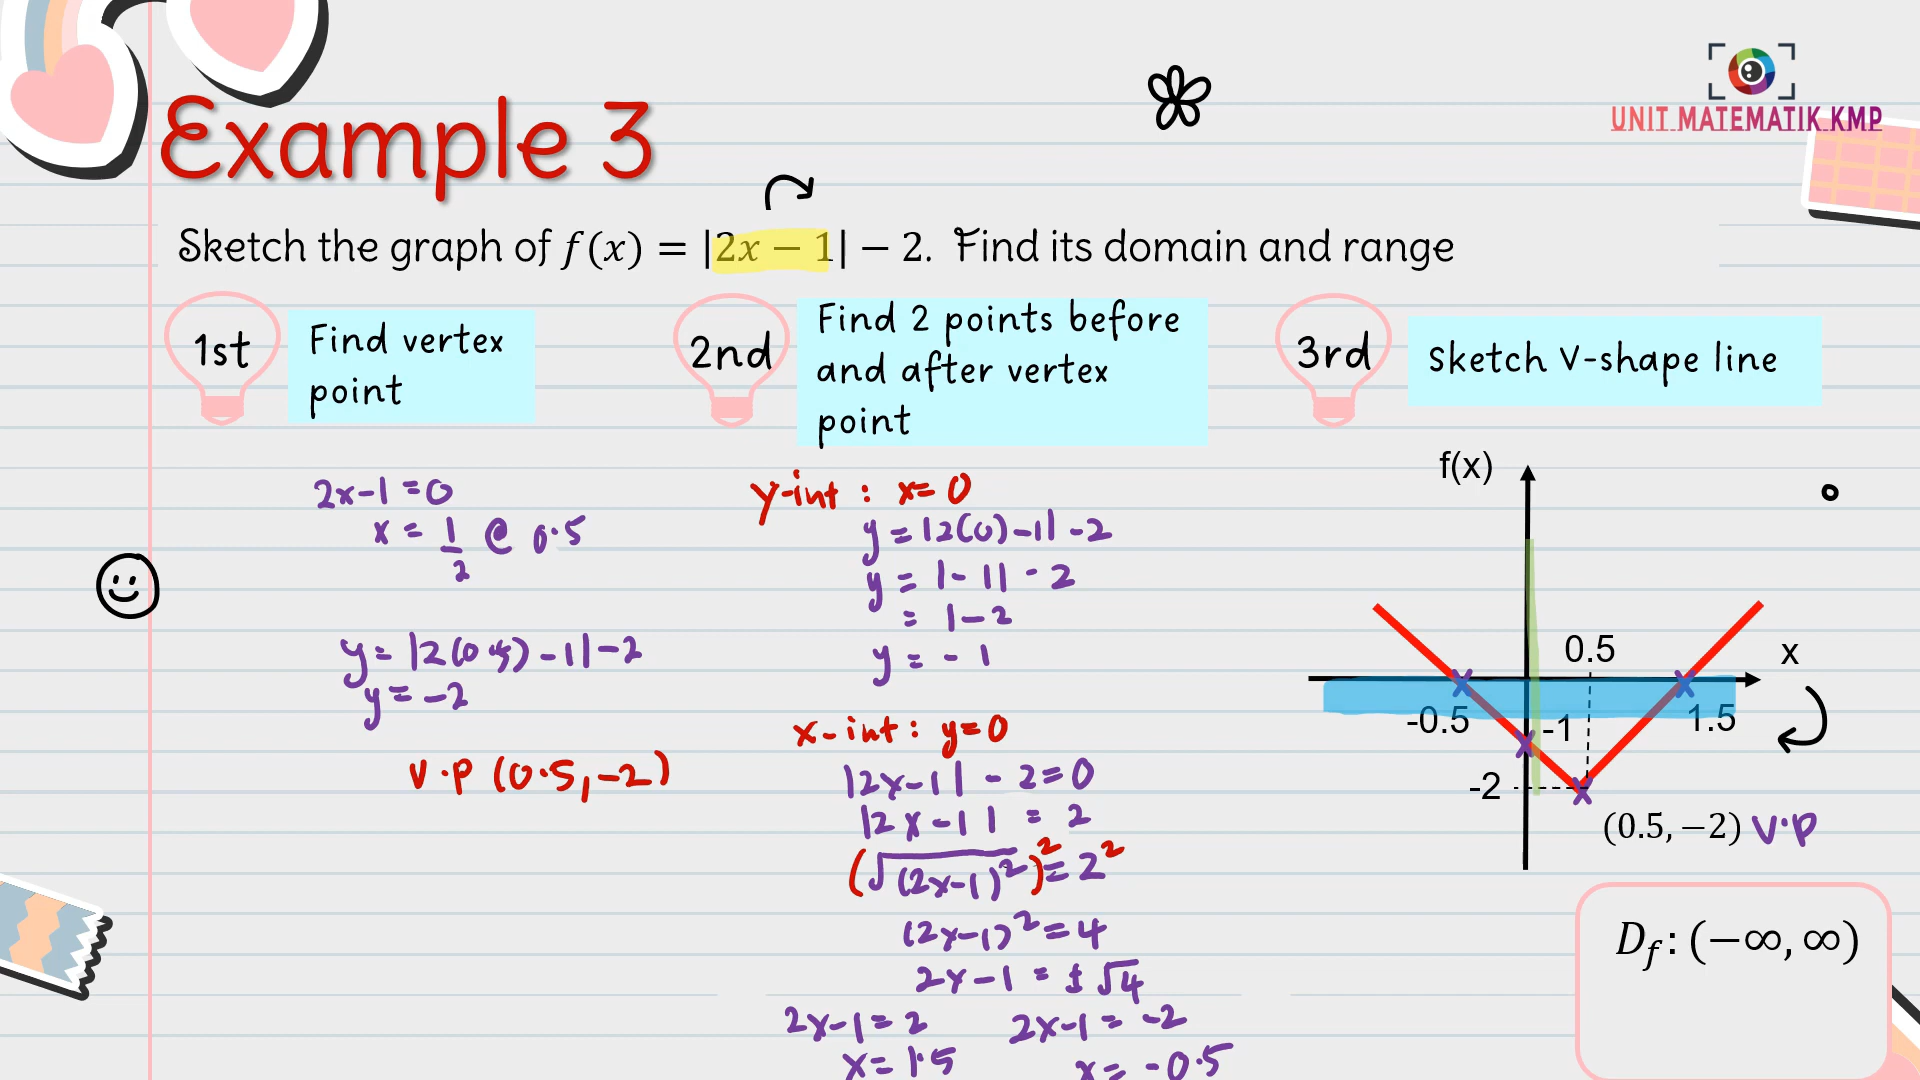 UNIT MATEMATIK KMP
Example 3
Sketch the graph of f(x) = |2x − 1| − 2. Find its domain and range
1st
Find vertex
point
2nd
Find 2 points before
and after vertex
point
3rd
Sketch V-shape line
2x-1 = 0
x = 1/2 @ 0.5
y = |2(0.5) -1| -2
y = -2
V.P (0.5, -2)
y-int : x = 0
y = |2(0) -1| -2
y = |-1| - 2
= 1 - 2
y = - 1
x-int : y = 0
|2x-1| - 2 = 0
|2x-1| = 2
(√(2x-1)²)² = 2²
(2x-1)² = 4
2x-1 = ±√4
2x-1 = 2 2x-1 = -2
x = 1.5 x = -0.5
f(x)
0.5
x
-0.5
-1
1.5
-2
(0.5, −2) V.P
D_f : (−∞, ∞)